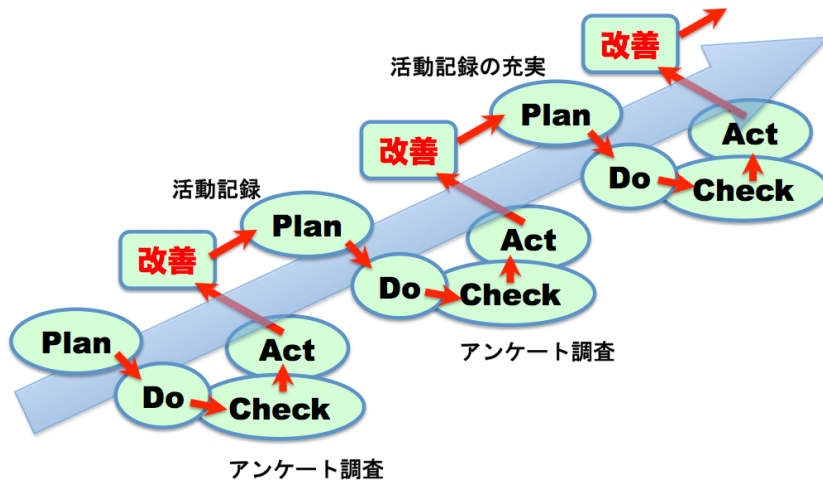 Plan
Do
Check
Act
アンケート調査
改善
活動記録
Plan
Do
Check
Act
アンケート調査
改善
活動記録の充実
Plan
Do
Check
Act
改善